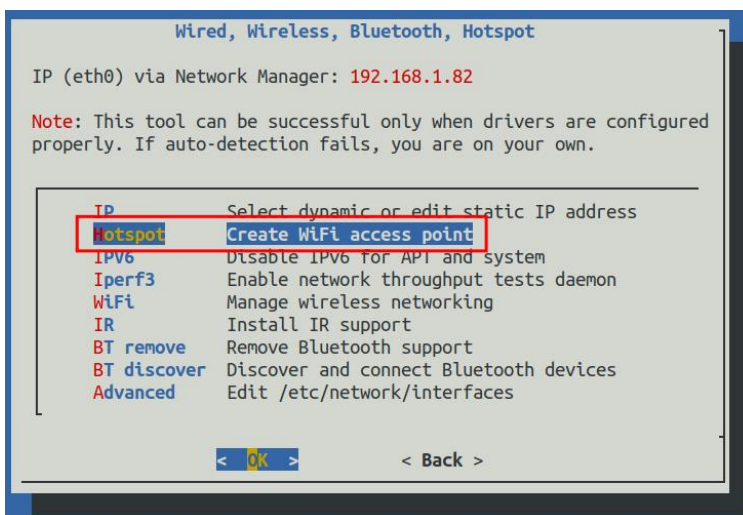 Wired, Wireless, Bluetooth, Hotspot
IP (eth0) via Network Manager: 192.168.1.82
Note: This tool can be successful only when drivers are configured
properly. If auto-detection fails, you are on your own.
IP Select dynamic or edit static IP address
Hotspot Create WiFi access point
IPV6 Disable IPv6 for APT and system
Iperf3 Enable network throughput tests daemon
WiFi Manage wireless networking
IR Install IR support
BT remove Remove Bluetooth support
BT discover Discover and connect Bluetooth devices
Advanced Edit /etc/network/interfaces
< OK > < Back >